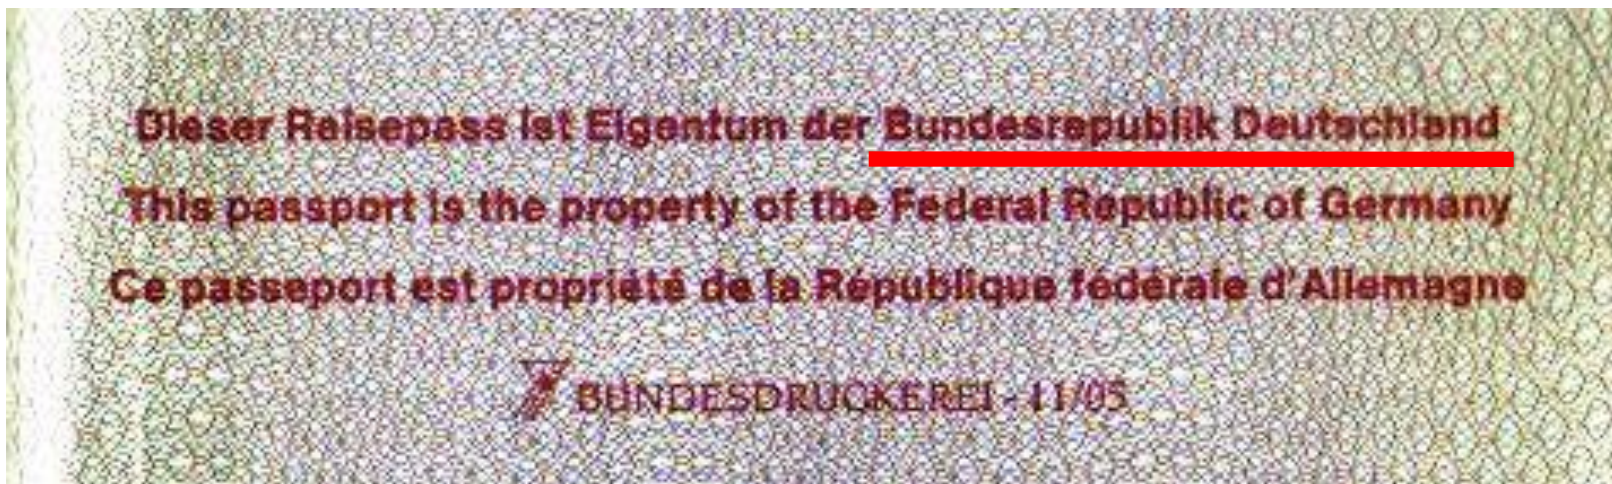 Dieser Reisepass ist Eigentum der Bundesrepublik Deutschland
This passport is the property of the Federal Republic of Germany
Ce passeport est propriété de la République fédérale d'Allemagne
BUNDESDRUCKEREI - 11/05